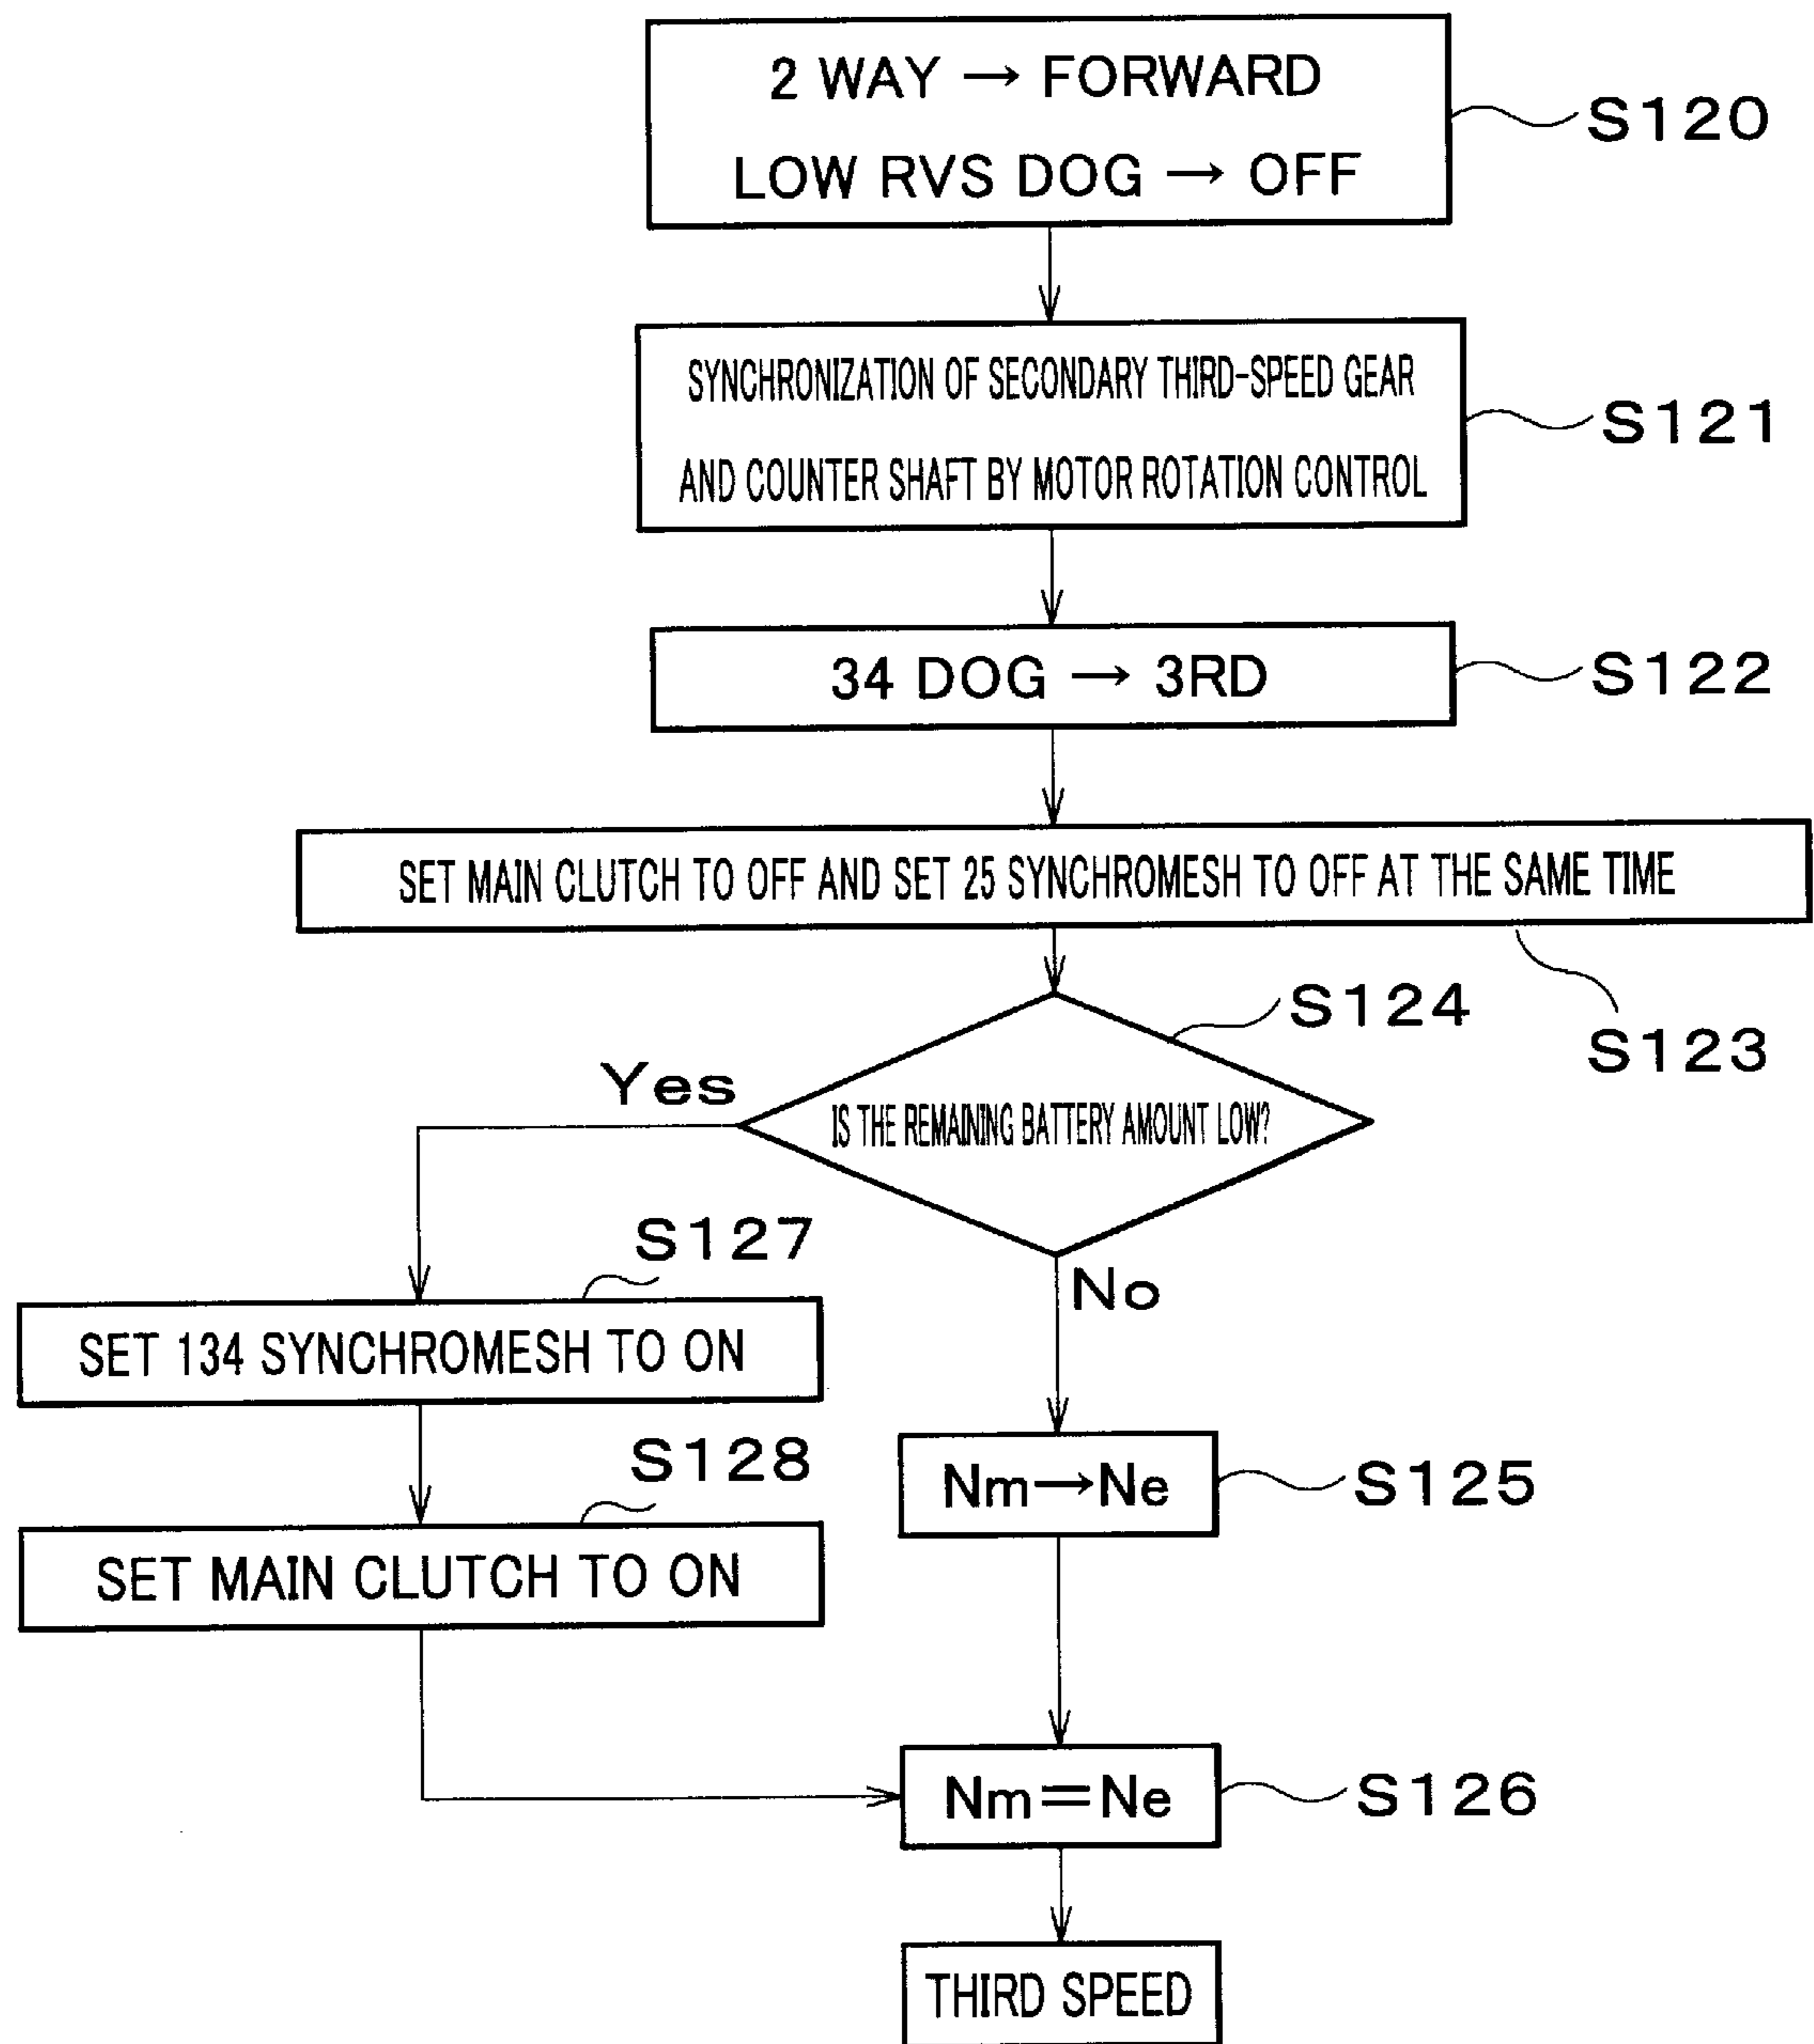 2 WAY → FORWARD
LOW RVS DOG → OFF
S120
SYNCHRONIZATION OF SECONDARY THIRD-SPEED GEAR
AND COUNTER SHAFT BY MOTOR ROTATION CONTROL
S121
34 DOG → 3RD
S122
SET MAIN CLUTCH TO OFF AND SET 25 SYNCHROMESH TO OFF AT THE SAME TIME
S123
S124
IS THE REMAINING BATTERY AMOUNT LOW?
Yes
No
S127
SET 134 SYNCHROMESH TO ON
S128
SET MAIN CLUTCH TO ON
Nm→Ne
S125
Nm=Ne
S126
THIRD SPEED